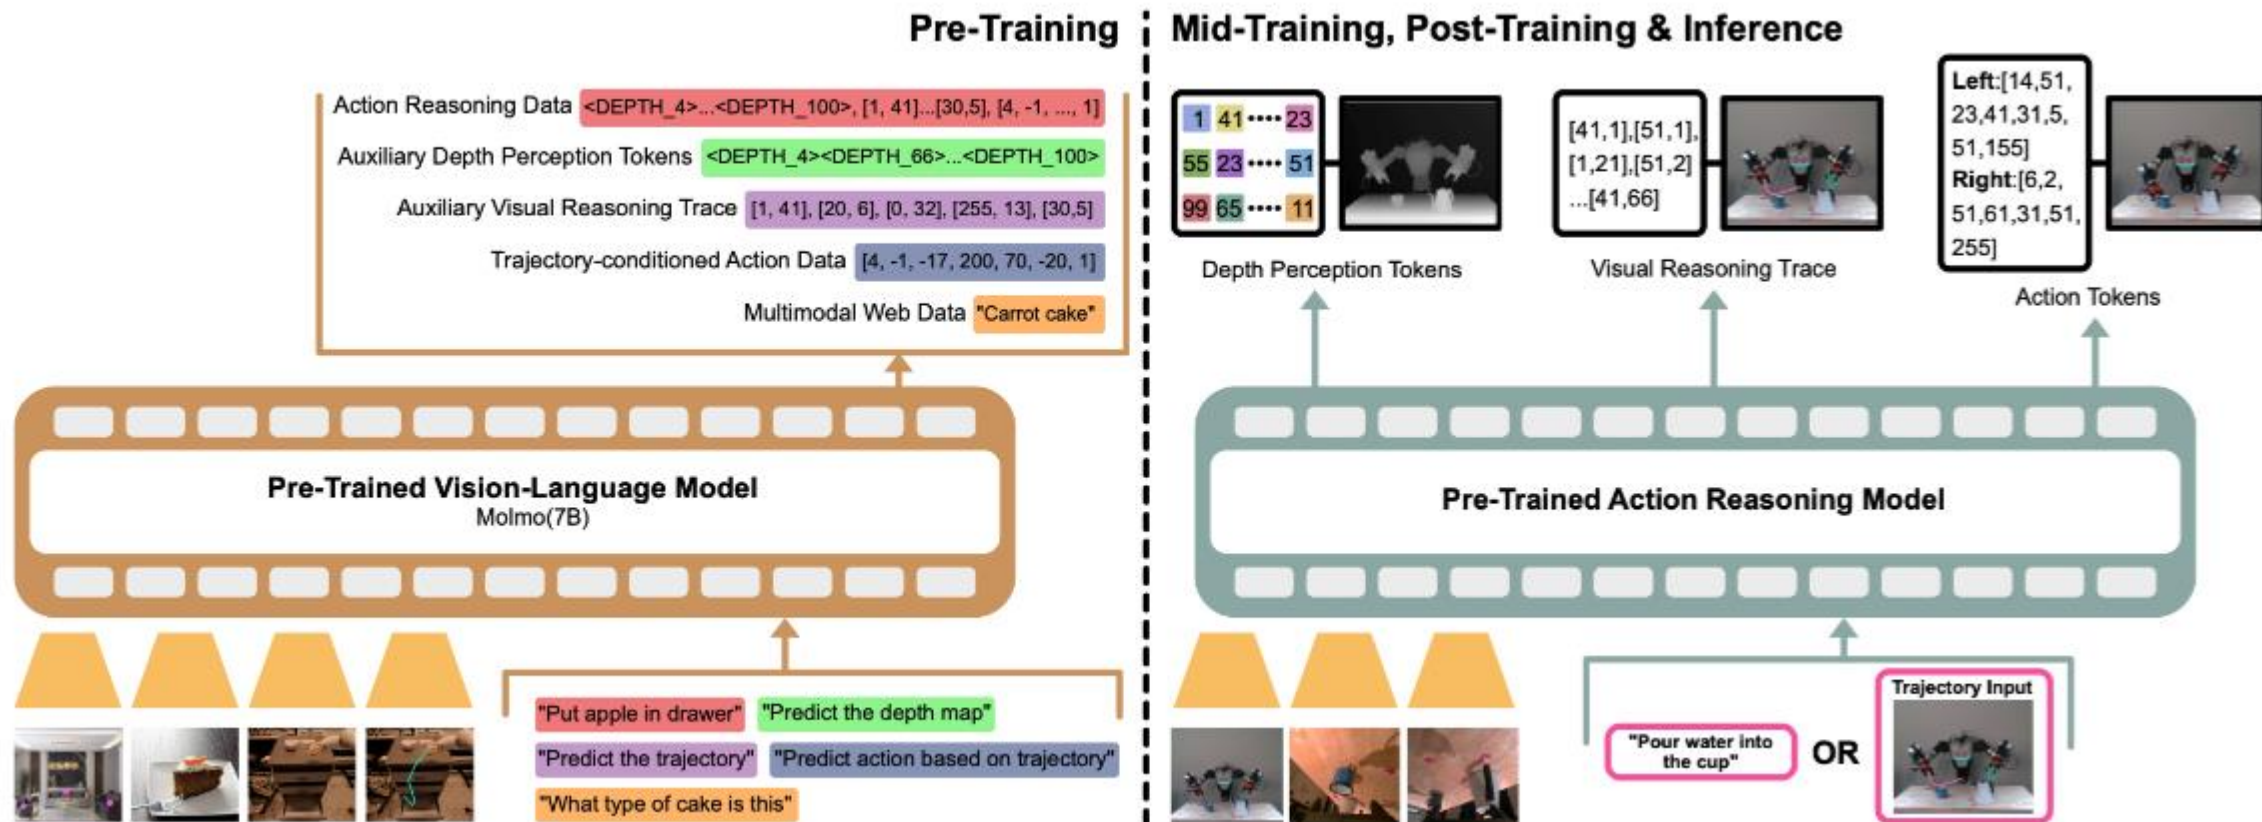 Pre-Training
Action Reasoning Data <DEPTH_4>...<DEPTH_100>, [1, 41]...[30,5], [4, -1, ..., 1]
Auxiliary Depth Perception Tokens <DEPTH_4><DEPTH_66>...<DEPTH_100>
Auxiliary Visual Reasoning Trace [1, 41], [20, 6], [0, 32], [255, 13], [30,5]
Trajectory-conditioned Action Data [4, -1, -17, 200, 70, -20, 1]
Multimodal Web Data "Carrot cake"
Pre-Trained Vision-Language Model
Molmo(7B)
"Put apple in drawer" "Predict the depth map"
"Predict the trajectory" "Predict action based on trajectory"
"What type of cake is this"
Mid-Training, Post-Training & Inference
1 41 ···· 23
55 23 ···· 51
99 65 ···· 11
Depth Perception Tokens
[41,1],[51,1],
[1,21],[51,2]
...[41,66]
Visual Reasoning Trace
Left:[14,51,
23,41,31,5,
51,155]
Right:[6,2,
51,61,31,51,
255]
Action Tokens
Pre-Trained Action Reasoning Model
"Pour water into
the cup"
OR
Trajectory Input